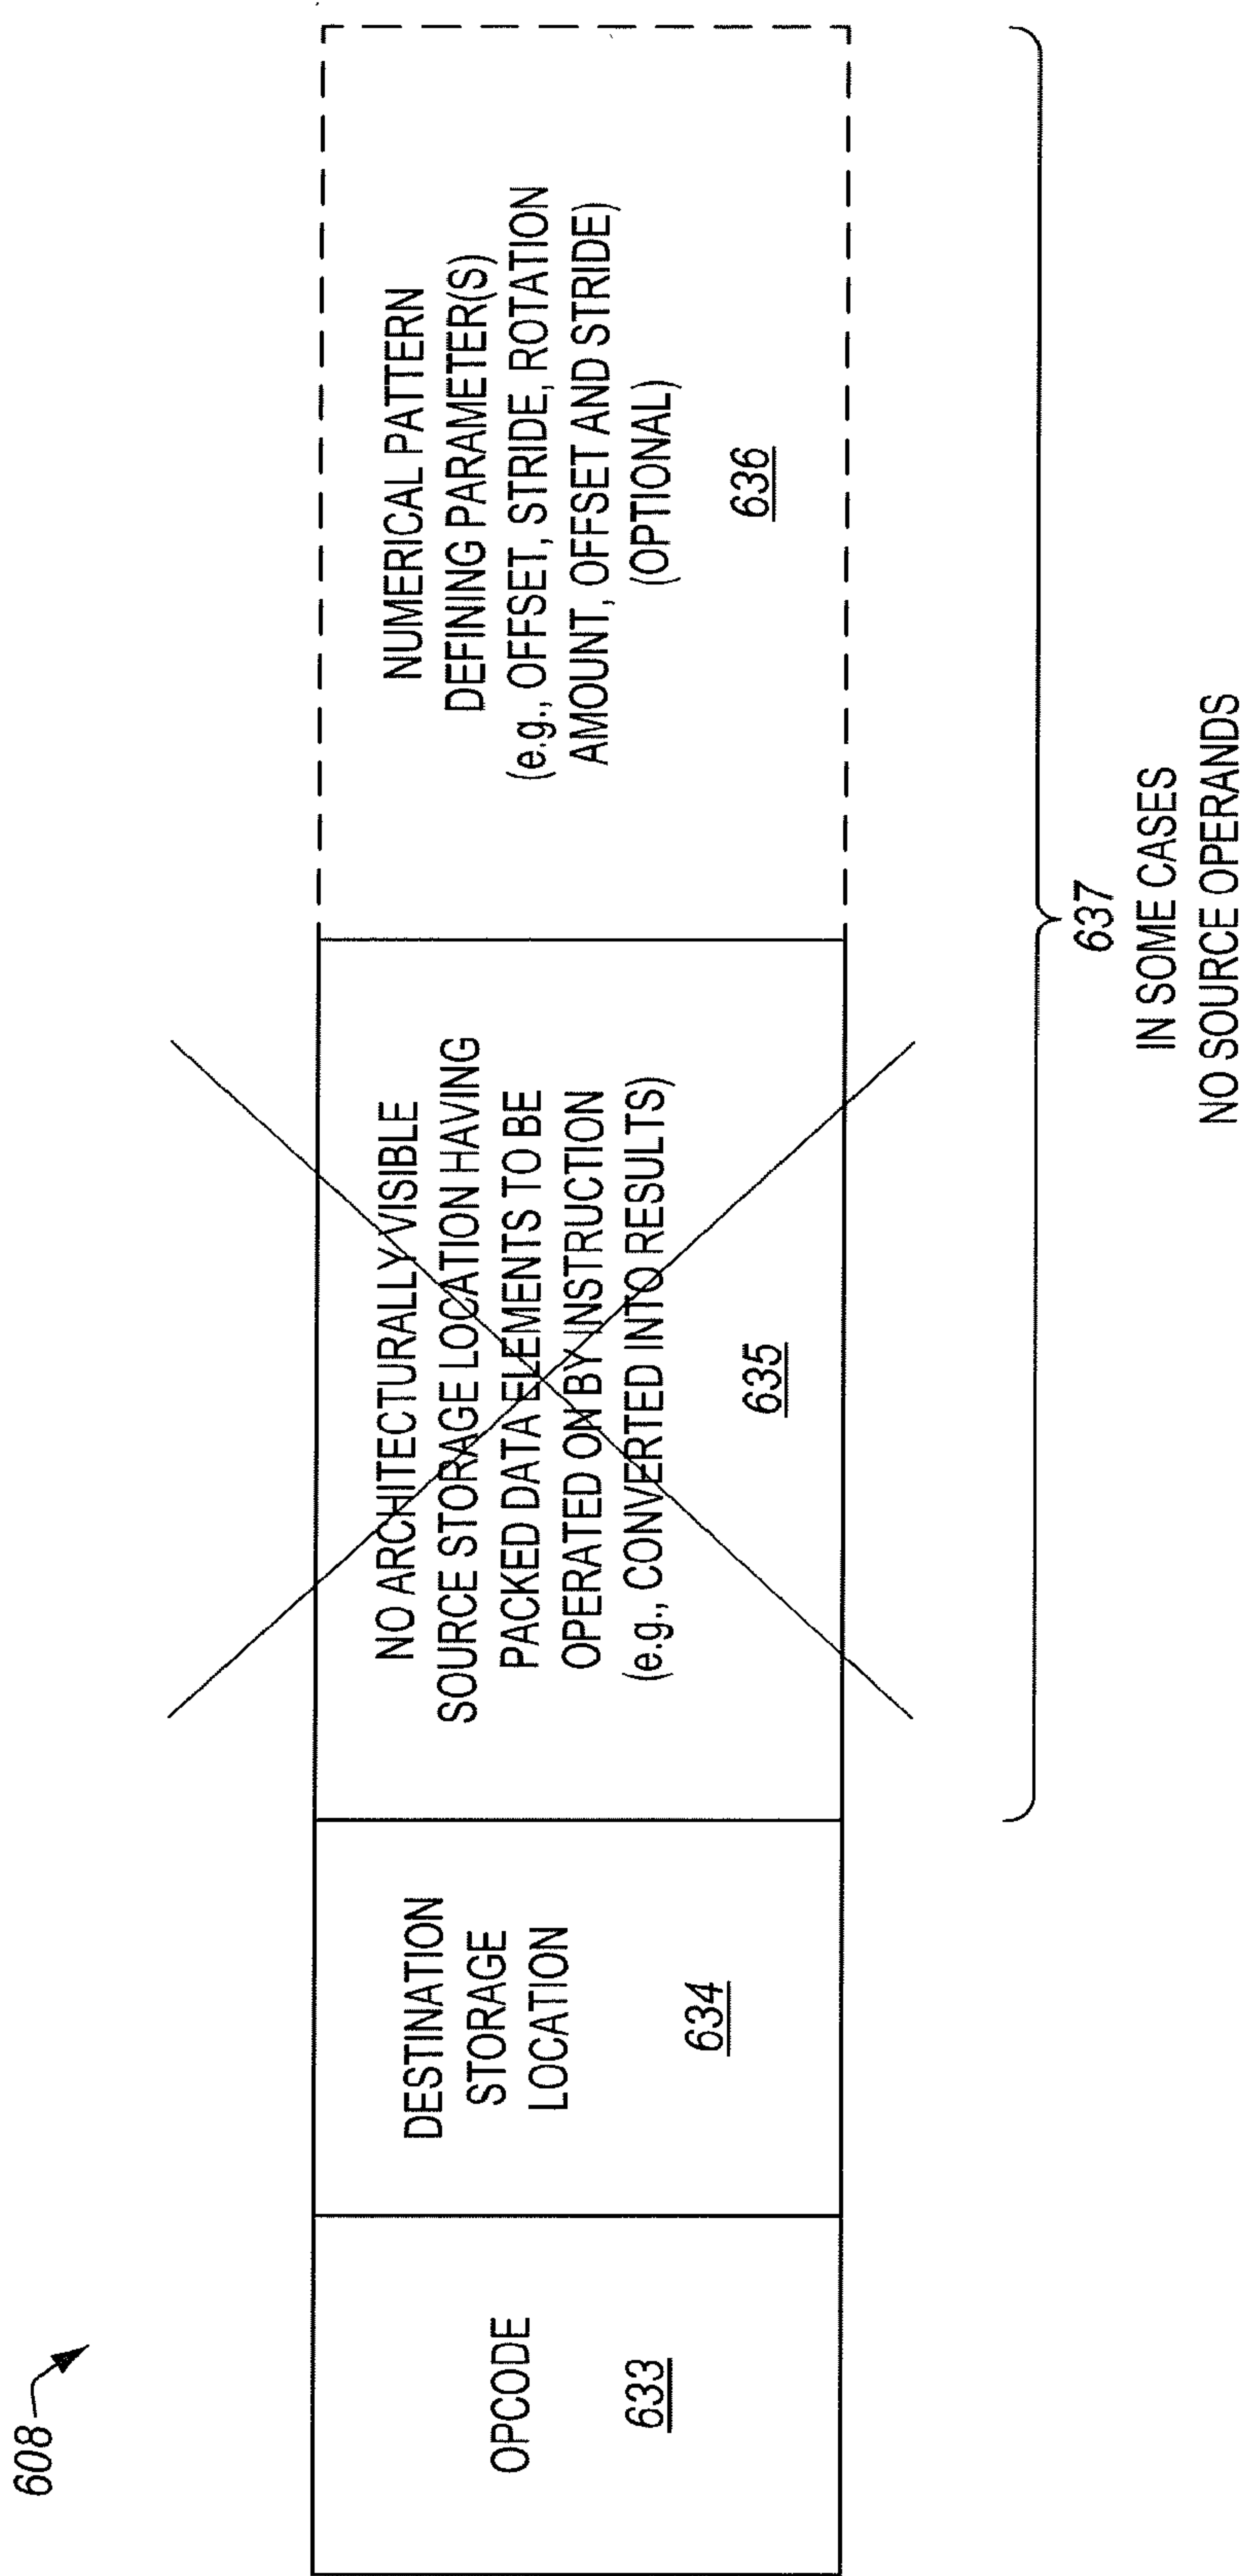 608
OPCODE
633
DESTINATION
STORAGE
LOCATION
634
NO ARCHITECTURALLY VISIBLE
SOURCE STORAGE LOCATION HAVING
PACKED DATA ELEMENTS TO BE
OPERATED ON BY INSTRUCTION
(e.g., CONVERTED INTO RESULTS)
635
NUMERICAL PATTERN
DEFINING PARAMETER(S)
(e.g., OFFSET, STRIDE, ROTATION
AMOUNT, OFFSET AND STRIDE)
(OPTIONAL)
636
637
IN SOME CASES
NO SOURCE OPERANDS